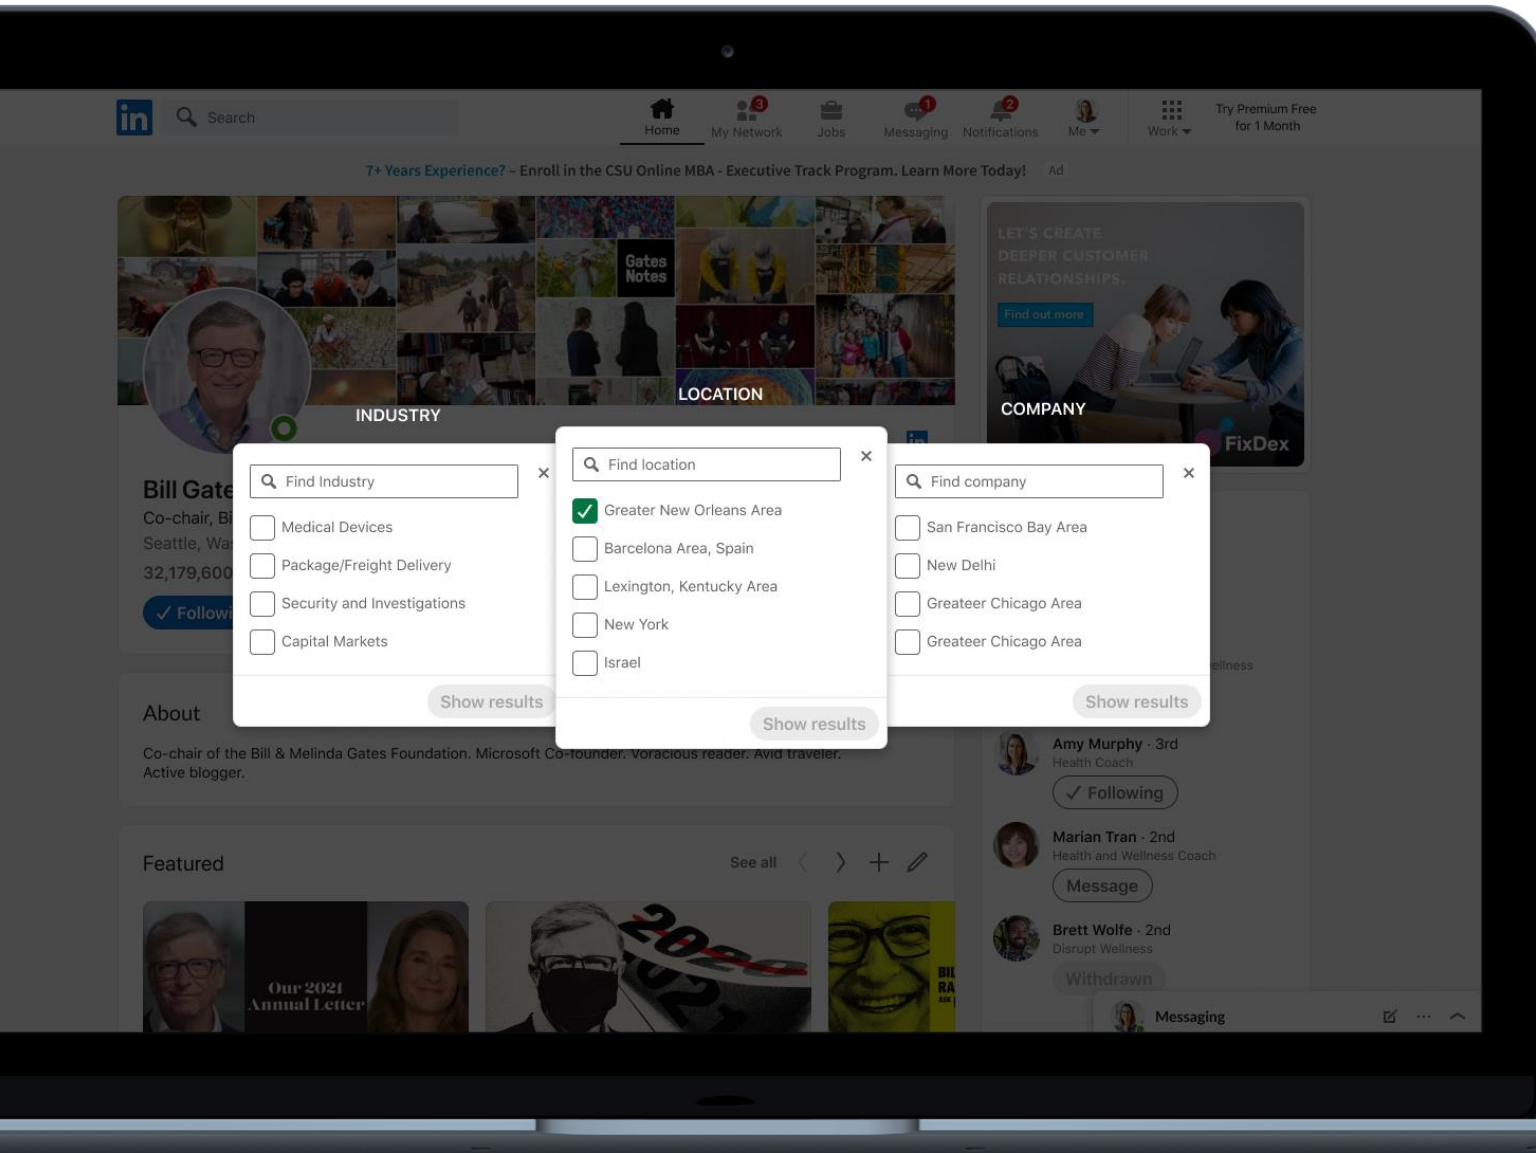 in
Search
Home
3
My Network
Jobs
1
Messaging
2
Notifications
Me
Work
Try Premium Free
for 1 Month
7+ Years Experience? – Enroll in the CSU Online MBA - Executive Track Program. Learn More Today!
Ad
Gates
Notes
LET'S CREATE
DEEPER CUSTOMER
RELATIONSHIPS.
Find out more
FixDex
INDUSTRY
LOCATION
COMPANY
in
Find Industry
Medical Devices
Package/Freight Delivery
Security and Investigations
Capital Markets
Show results
Find location
Greater New Orleans Area
Barcelona Area, Spain
Lexington, Kentucky Area
New York
Israel
Show results
Find company
San Francisco Bay Area
New Delhi
Greateer Chicago Area
Greateer Chicago Area
Show results
Bill Gate
Co-chair, Bi
Seattle, Wa
32,179,600
Followi
About
Co-chair of the Bill & Melinda Gates Foundation. Microsoft Co-founder. Voracious reader. Avid traveler.
Active blogger.
Featured
See all
Our 2021
Annual Letter
2020
2021
BIL
RA
ASK
ellness
Amy Murphy · 3rd
Health Coach
Following
Marian Tran · 2nd
Health and Wellness Coach
Message
Brett Wolfe · 2nd
Disrupt Wellness
Withdrawn
Messaging